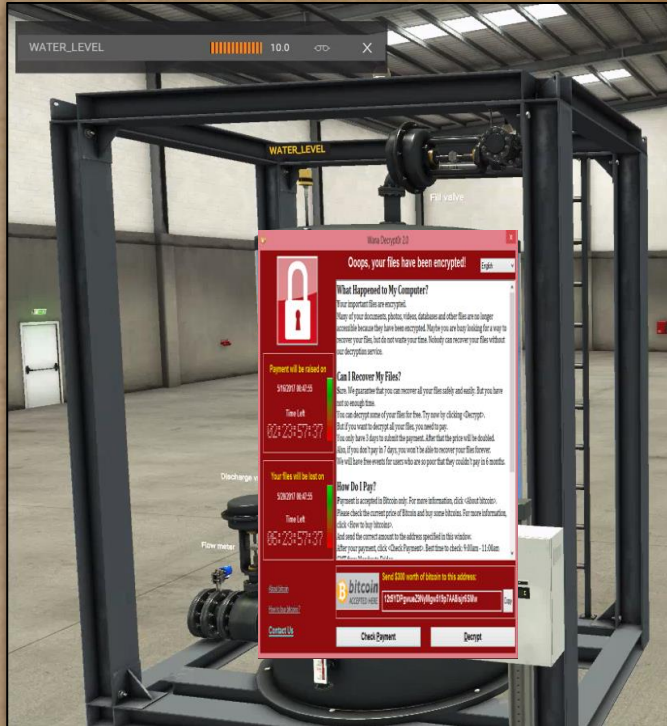 WATER_LEVEL 10.0 X
WATER_LEVEL
Fill valve
Discharge v
Flow meter
Wana Decrypt0r 2.0
Ooops, your files have been encrypted!
English
What Happened to My Computer?
Your important files are encrypted.
Many of your documents, photos, videos, databases and other files are no longer
accessible because they have been encrypted. Maybe you are busy looking for a way to
recover your files, but do not waste your time. Nobody can recover your files without
our decryption service.
Can I Recover My Files?
Sure. We guarantee that you can recover all your files safely and easily. But you have
not so enough time.
You can decrypt some of your files for free. Try now by clicking <Decrypt>.
But if you want to decrypt all your files, you need to pay.
You only have 3 days to submit the payment. After that the price will be doubled.
Also, if you don't pay in 7 days, you won't be able to recover your files forever.
We will have free events for users who are so poor that they couldn't pay in 6 months.
How Do I Pay?
Payment is accepted in Bitcoin only. For more information, click <About bitcoin>.
Please check the current price of Bitcoin and buy some bitcoins. For more information,
click <How to buy bitcoins>.
And send the correct amount to the address specified in this window.
After your payment, click <Check Payment>. Best time to check: 9:00am - 11:00am
Payment will be raised on
5/16/2017 00:47:55
Time Left
02:23:57:37
Your files will be lost on
5/20/2017 00:47:55
Time Left
06:23:57:37
About bitcoin
How to buy bitcoins?
Contact Us
bitcoin
ACCEPTED HERE
Send $300 worth of bitcoin to this address:
Copy
Check Payment
Decrypt